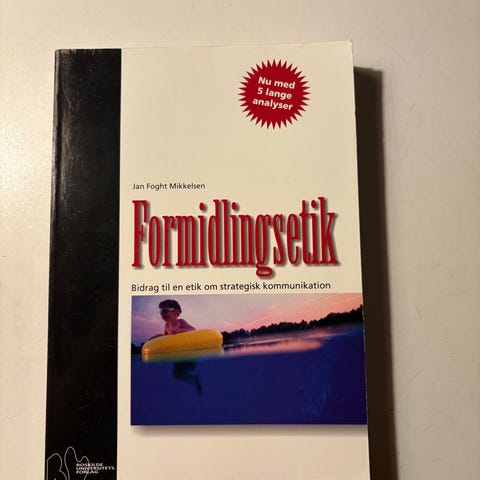 Nu med
5 lange
analyser
Jan Foght Mikkelsen
Formidlingsetik
Bidrag til en etik om strategisk kommunikation
ROSKILDE
UNIVERSITETS
FORLAG